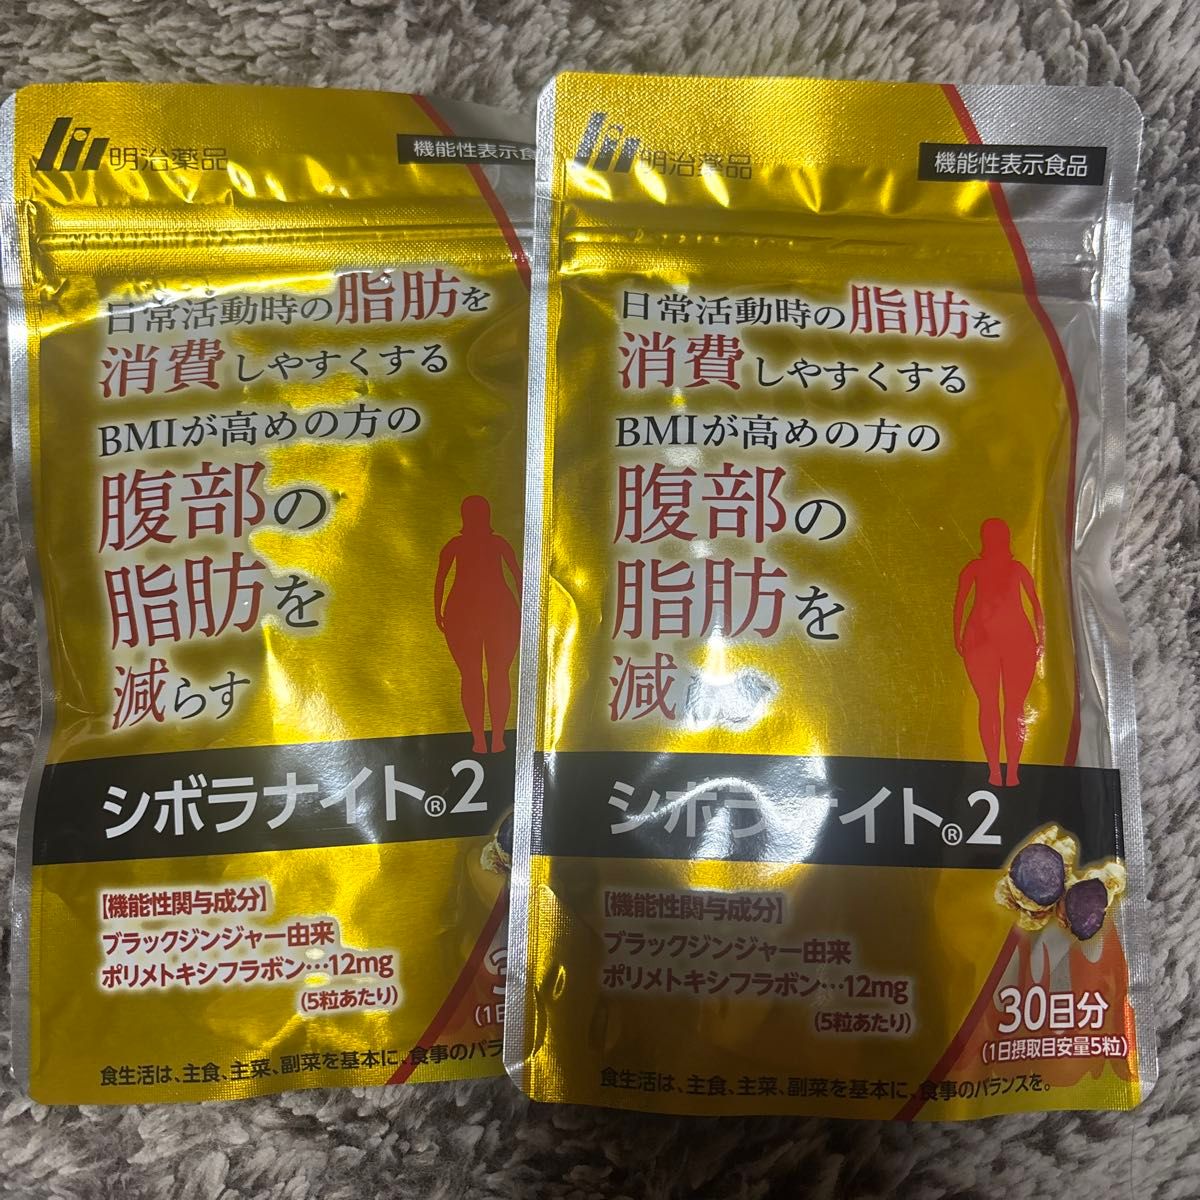 明治薬品
機能性表示食
日常活動時の脂肪を
消費しやすくする
BMIが高めの方の
腹部の
脂肪を
減らす
シボラナイト®2
【機能性関与成分】
ブラックジンジャー由来
ポリメトキシフラボン…12mg
(5粒あたり)
(1日
食生活は、主食、主菜、副菜を基本に、食事のバラ
明治薬品
機能性表示食品
日常活動時の脂肪を
消費しやすくする
BMIが高めの方の
腹部の
脂肪を
減
シボラナイト®2
【機能性関与成分】
ブラックジンジャー由来
ポリメトキシフラボン…12mg
(5粒あたり)
30日分
(1日摂取目安量5粒)
食生活は、主食、主菜、副菜を基本に、食事のバランスを。